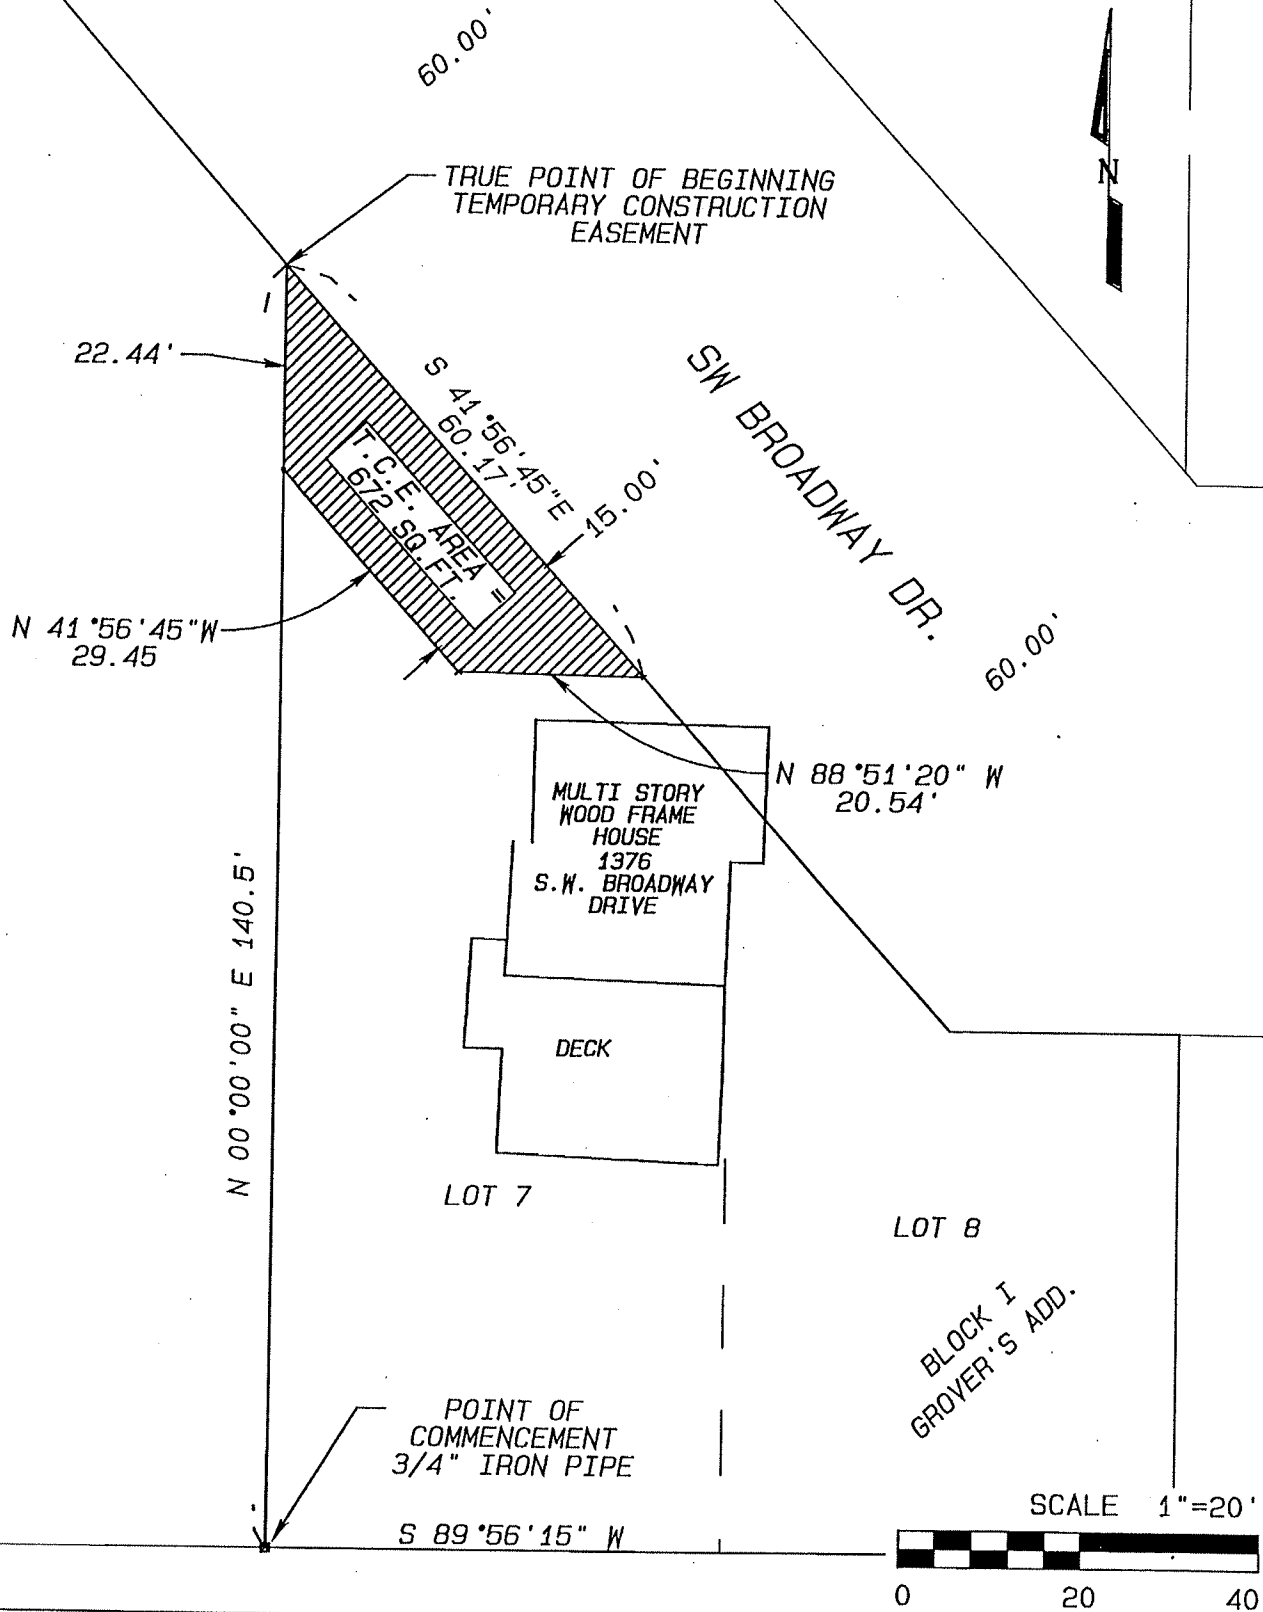 60.00'
N
TRUE POINT OF BEGINNING
TEMPORARY CONSTRUCTION
EASEMENT
22.44'
S 41°56'45"E
60.17'
15.00'
SW BROADWAY DR.
T.C.E. AREA =
672 SQ.FT.
N 41°56'45"W
29.45
60.00'
N 88°51'20" W
20.54'
MULTI STORY
WOOD FRAME
HOUSE
1376
S.W. BROADWAY
DRIVE
N 00°00'00" E 140.5'
DECK
LOT 7
LOT 8
BLOCK I
GROVER'S ADD.
POINT OF
COMMENCEMENT
3/4" IRON PIPE
S 89°56'15" W
SCALE 1"=20'
0 20 40